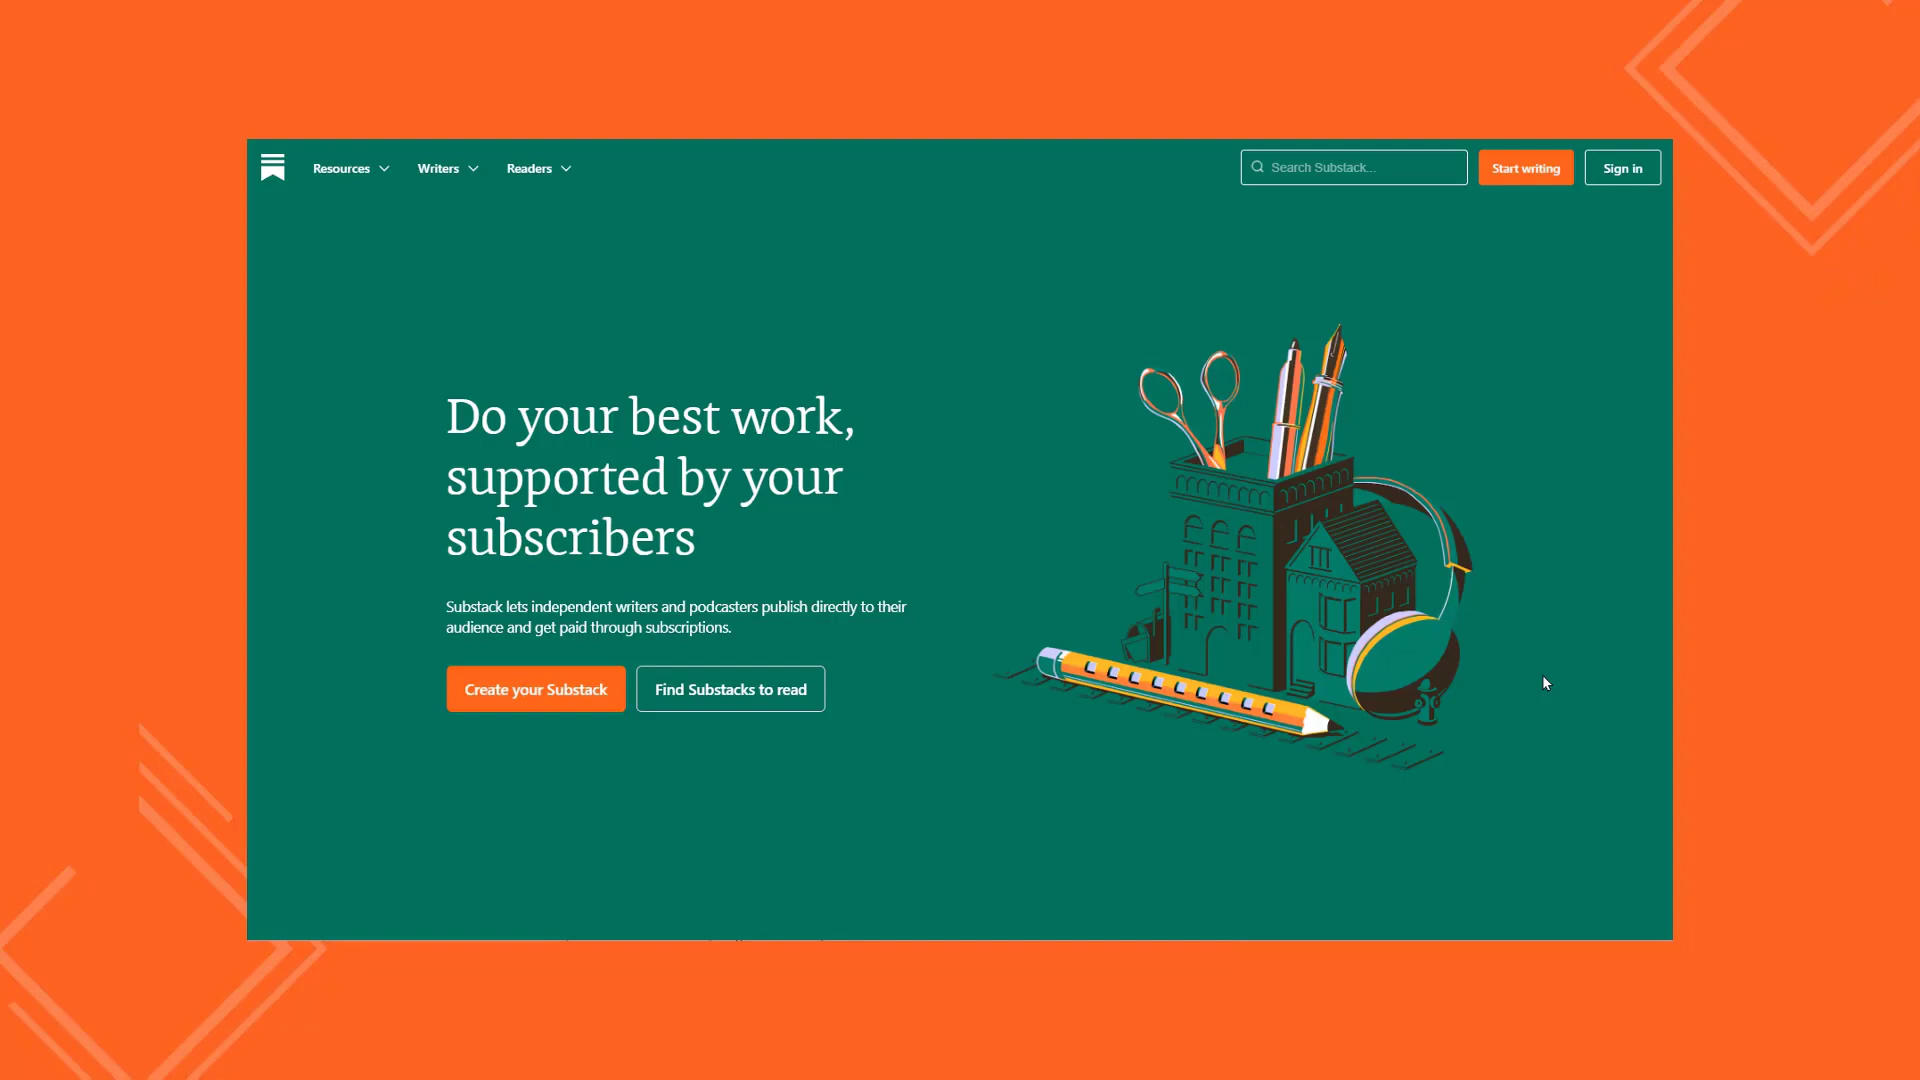 Resources
Writers
Readers
Search Substack...
Start writing
Sign in
Do your best work,
supported by your
subscribers
Substack lets independent writers and podcasters publish directly to their
audience and get paid through subscriptions.
Create your Substack
Find Substacks to read